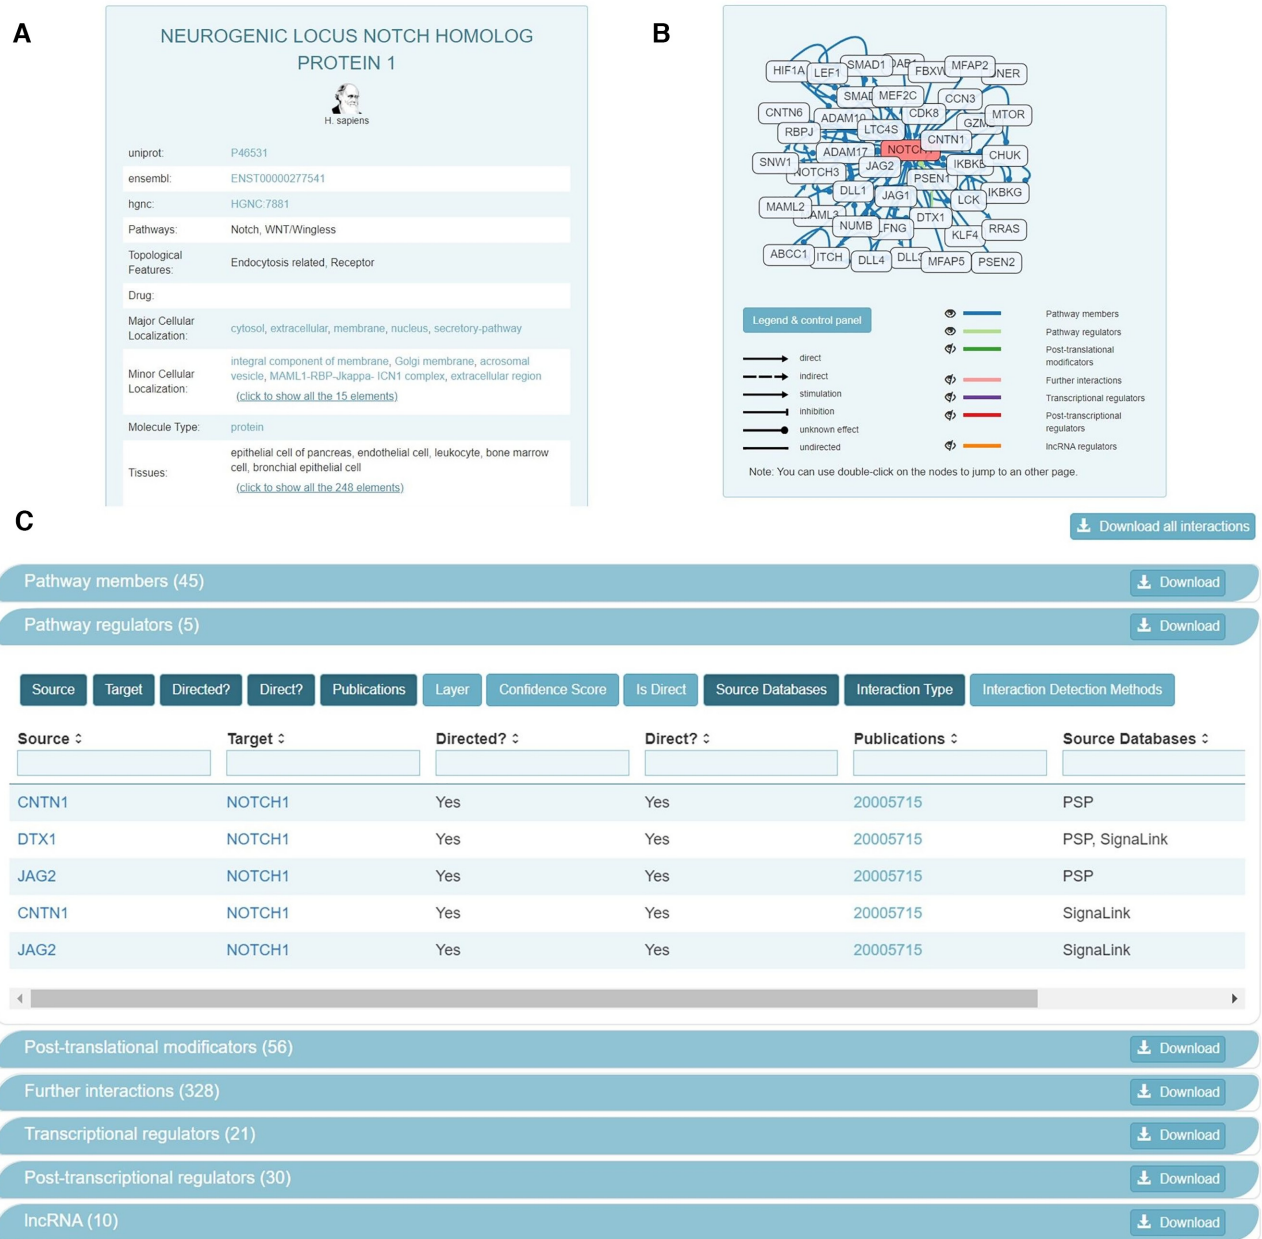 A
NEUROGENIC LOCUS NOTCH HOMOLOG
PROTEIN 1
H. sapiens
uniprot: P46531
ensembl: ENST00000277541
hgnc: HGNC:7881
Pathways: Notch, WNT/Wingless
Topological
Features: Endocytosis related, Receptor
Drug:
Major Cellular
Localization: cytosol, extracellular, membrane, nucleus, secretory-pathway
Minor Cellular
Localization:
integral component of membrane, Golgi membrane, acrosomal
vesicle, MAML1-RBP-Jkappa- ICN1 complex, extracellular region
(click to show all the 15 elements)
Molecule Type: protein
Tissues:
epithelial cell of pancreas, endothelial cell, leukocyte, bone marrow
cell, bronchial epithelial cell
(click to show all the 248 elements)
B
HIF1A
LEF1
SMAD1
FBXW
MFAP2
NER
SMAD
MEF2C
CCN3
CNTN6
ADAM10
CDK8
GZM
MTOR
RBPJ
LTC4S
CNTN1
NOTCH
ADAM17
JAG2
IKBKB
CHUK
SNW1
NOTCH3
PSEN1
DLL1
JAG1
LCK
IKBKG
MAML2
AML3
DTX1
NUMB
LFNG
KLF4
RRAS
ABCC1
ITCH
DLL4
DLL3
MFAP5
PSEN2
Legend & control panel
direct
indirect
stimulation
inhibition
unknown effect
undirected
Pathway members
Pathway regulators
Post-translational
modificators
Further interactions
Transcriptional regulators
Post-transcriptional
regulators
lncRNA regulators
Note: You can use double-click on the nodes to jump to an other page.
C
Download all interactions
Pathway members (45) Download
Pathway regulators (5) Download
Source Target Directed? Direct? Publications Layer Confidence Score Is Direct Source Databases Interaction Type Interaction Detection Methods
Source Target Directed? Direct? Publications Source Databases
CNTN1 NOTCH1 Yes Yes 20005715 PSP
DTX1 NOTCH1 Yes Yes 20005715 PSP, SignaLink
JAG2 NOTCH1 Yes Yes 20005715 PSP
CNTN1 NOTCH1 Yes Yes 20005715 SignaLink
JAG2 NOTCH1 Yes Yes 20005715 SignaLink
Post-translational modificators (56) Download
Further interactions (328) Download
Transcriptional regulators (21) Download
Post-transcriptional regulators (30) Download
lncRNA (10) Download